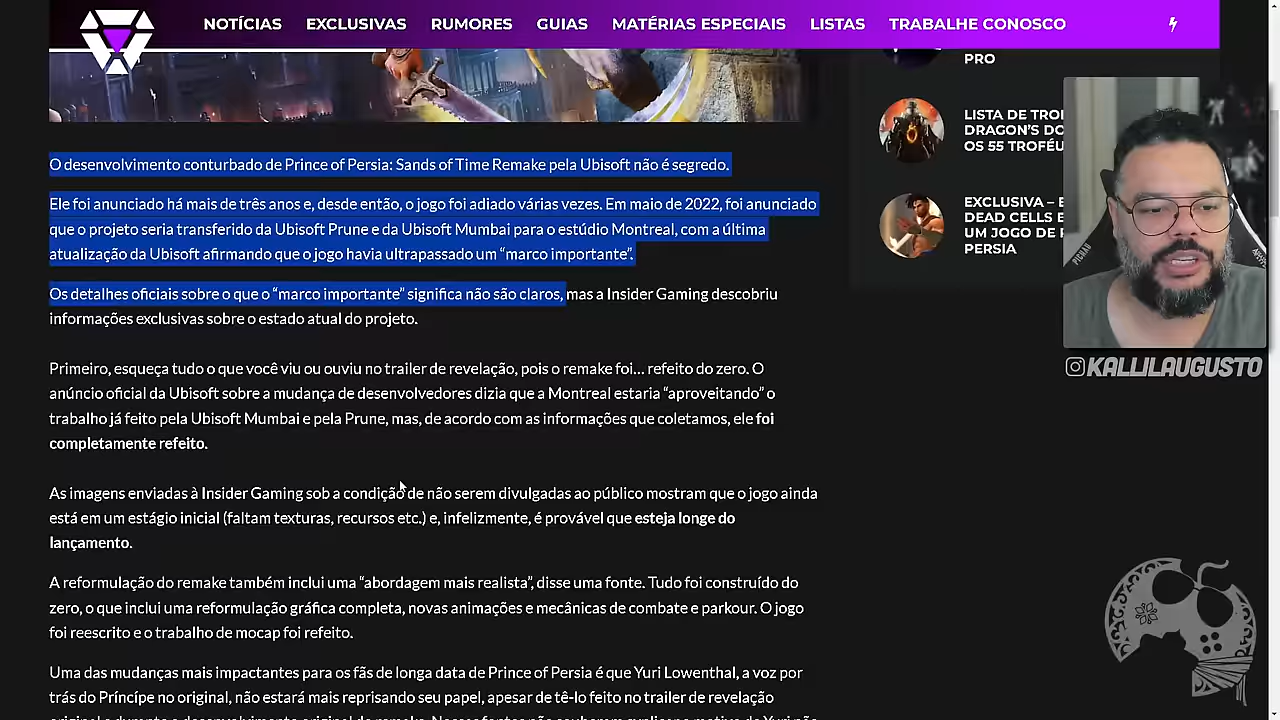 NOTÍCIAS EXCLUSIVAS RUMORES GUIAS MATÉRIAS ESPECIAIS LISTAS TRABALHE CONOSCO
PRO
LISTA DE
DRAGON'S
OS 55
EXCLUSIVA –
DEAD CELLS
UM JOGO DE
PERSIA
O desenvolvimento conturbado de Prince of Persia: Sands of Time Remake pela Ubisoft não é segredo.
Ele foi anunciado há mais de três anos e, desde então, o jogo foi adiado várias vezes. Em maio de 2022, foi anunciado
que o projeto seria transferido da Ubisoft Prune e da Ubisoft Mumbai para o estúdio Montreal, com a última
atualização da Ubisoft afirmando que o jogo havia ultrapassado um “marco importante”.
Os detalhes oficiais sobre o que o “marco importante” significa não são claros, mas a Insider Gaming descobriu
informações exclusivas sobre o estado atual do projeto.
Primeiro, esqueça tudo o que você viu ou ouviu no trailer de revelação, pois o remake foi... refeito do zero. O
anúncio oficial da Ubisoft sobre a mudança de desenvolvedores dizia que a Montreal estaria “aproveitando” o
trabalho já feito pela Ubisoft Mumbai e pela Prune, mas, de acordo com as informações que coletamos, ele foi
completamente refeito.
As imagens enviadas à Insider Gaming sob a condição de não serem divulgadas ao público mostram que o jogo ainda
está em um estágio inicial (faltam texturas, recursos etc.) e, infelizmente, é provável que esteja longe do
lançamento.
A reformulação do remake também inclui uma “abordagem mais realista”, disse uma fonte. Tudo foi construído do
zero, o que inclui uma reformulação gráfica completa, novas animações e mecânicas de combate e parkour. O jogo
foi reescrito e o trabalho de mocap foi refeito.
Uma das mudanças mais impactantes para os fãs de longa data de Prince of Persia é que Yuri Lowenthal, a voz por
trás do Príncipe no original, não estará mais reprisando seu papel, apesar de tê-lo feito no trailer de revelação
KALLILAUGUSTO